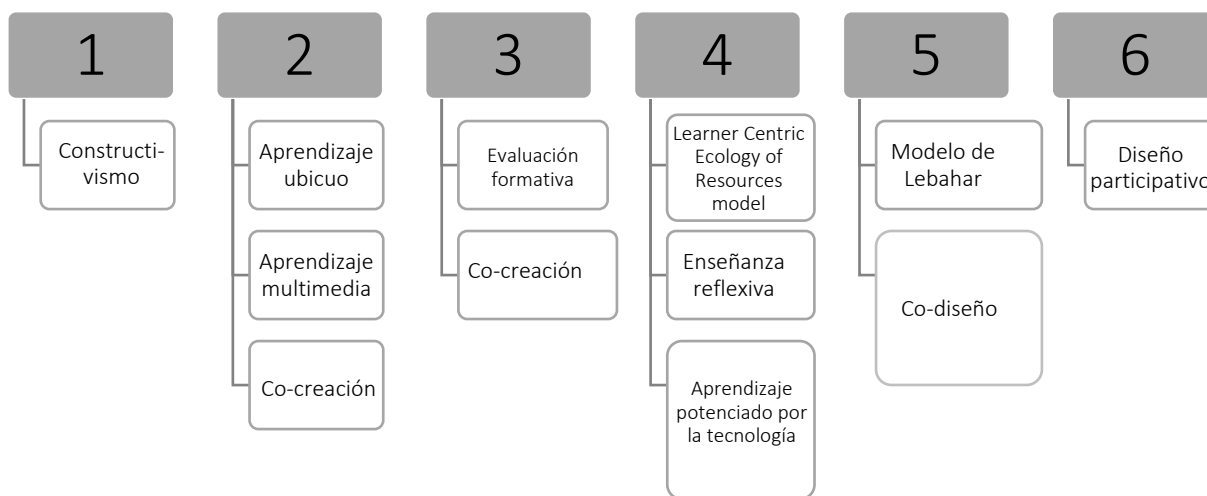 1
Constructi-
vismo
2
Aprendizaje
ubicuo
Aprendizaje
multimedia
Co-creación
3
Evaluación
formativa
Co-creación
4
Learner Centric
Ecology of
Resources
model
Enseñanza
reflexiva
Aprendizaje
potenciado por
la tecnología
5
Modelo de
Lebahar
Co-diseño
6
Diseño
participativo